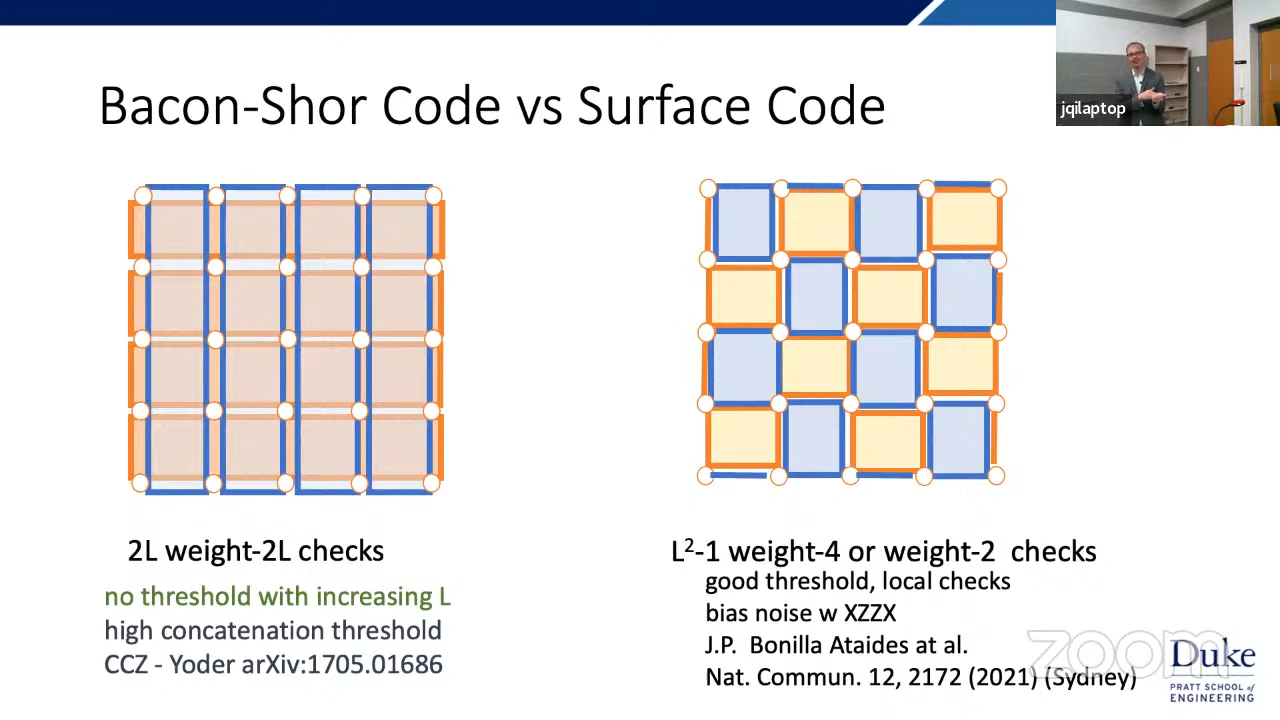 Bacon-Shor Code vs Surface Code
jqilaptop
2L weight-2L checks
no threshold with increasing L
high concatenation threshold
CCZ - Yoder arXiv:1705.01686
L²-1 weight-4 or weight-2 checks
good threshold, local checks
bias noise w XZZX
J.P. Bonilla Ataides at al.
Nat. Commun. 12, 2172 (2021) (Sydney)
zoom
Duke
PRATT SCHOOL of
ENGINEERING